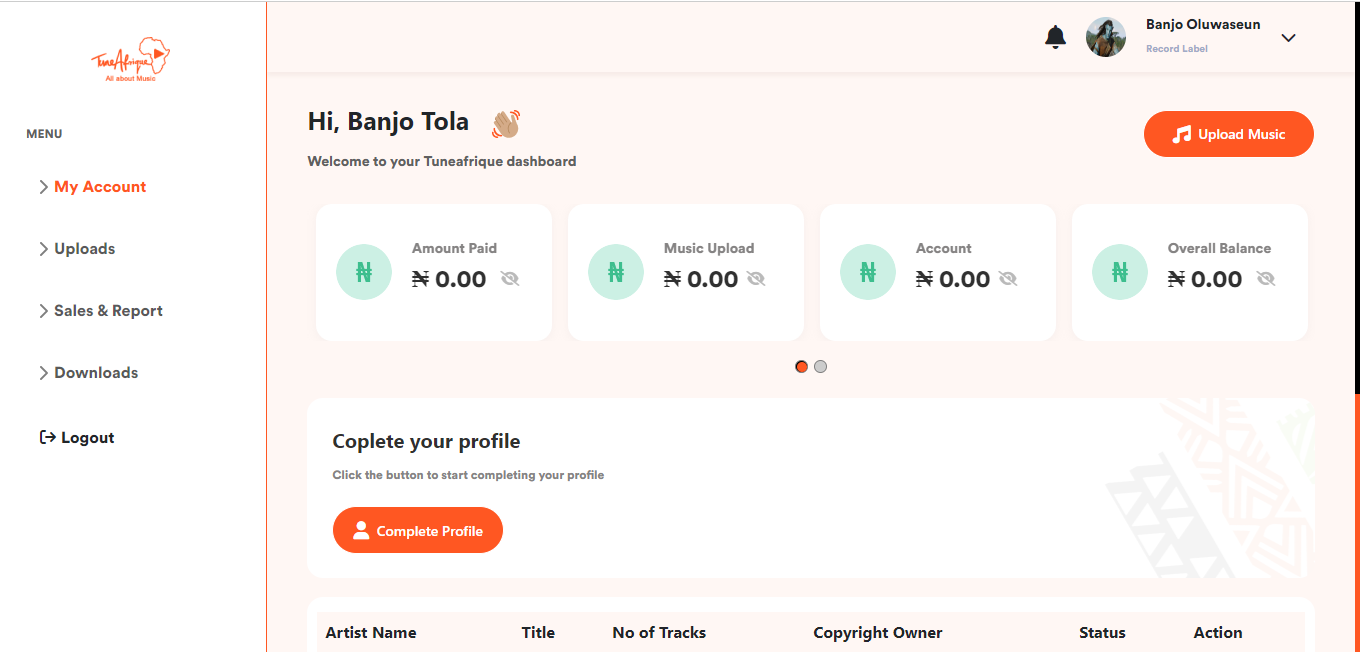 TuneAfrique
All about Music
MENU
My Account
Uploads
Sales & Report
Downloads
Logout
Banjo Oluwaseun
Record Label
Hi, Banjo Tola
Welcome to your Tuneafrique dashboard
Upload Music
₦
Amount Paid
₦ 0.00
₦
Music Upload
₦ 0.00
₦
Account
₦ 0.00
₦
Overall Balance
₦ 0.00
Coplete your profile
Click the button to start completing your profile
Complete Profile
Artist Name Title No of Tracks Copyright Owner Status Action